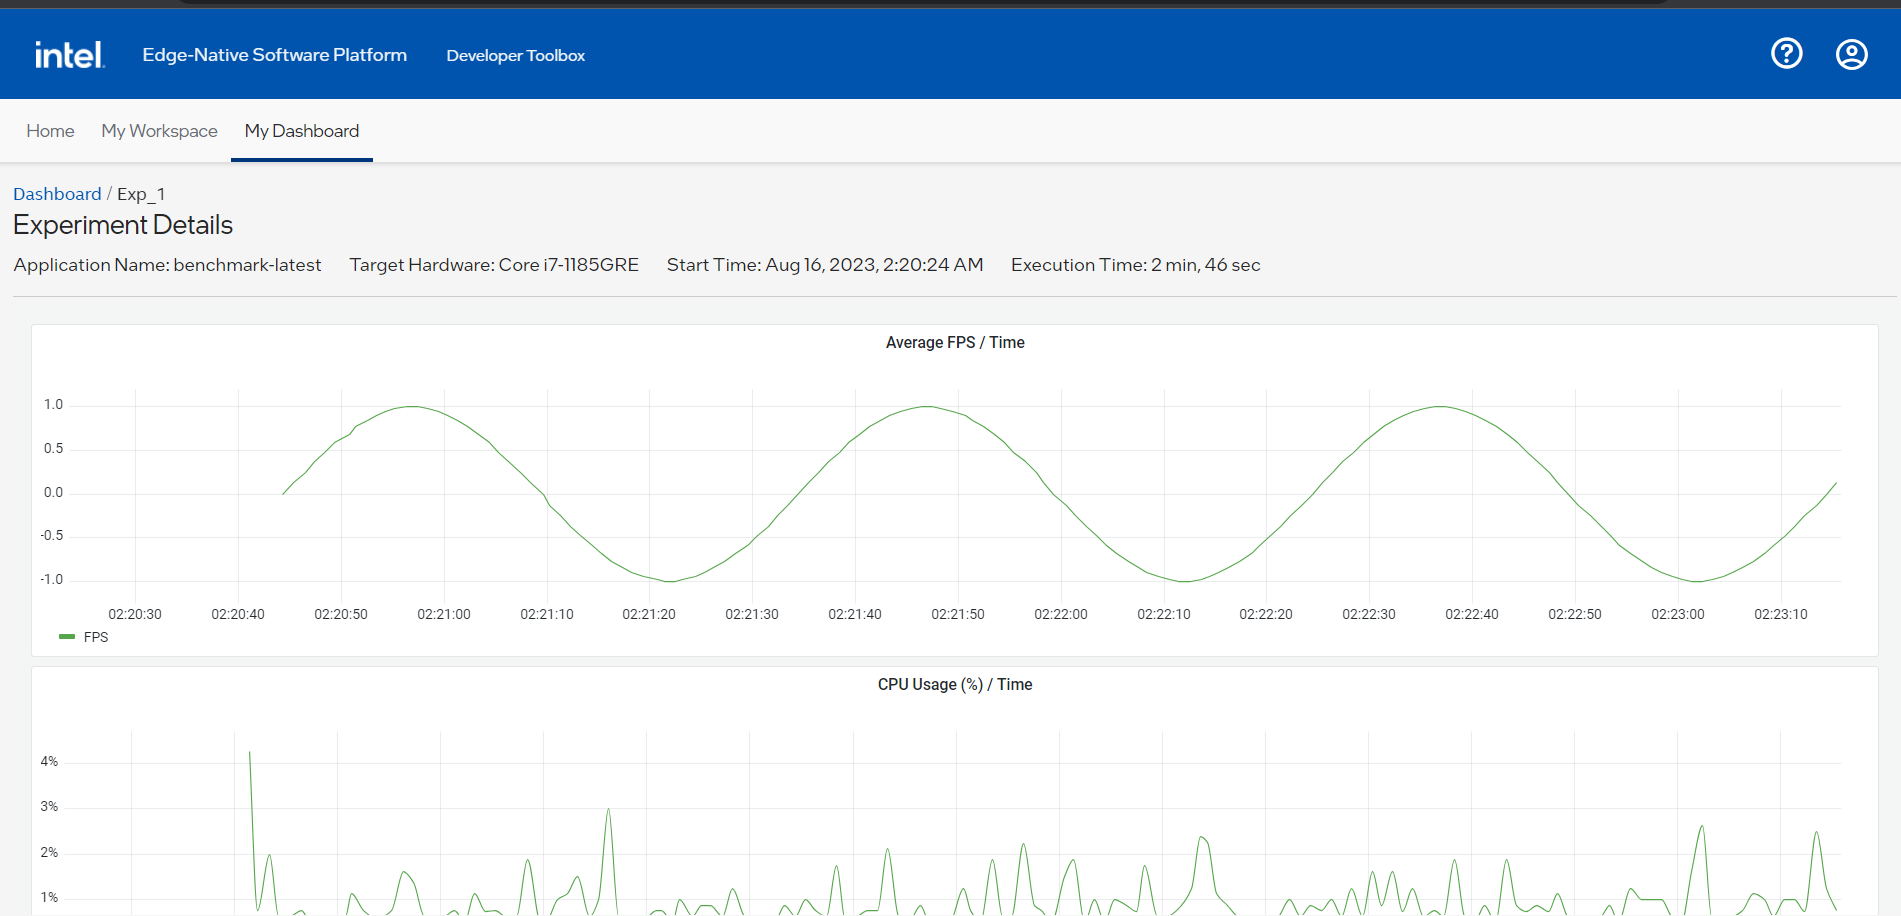 intel. Edge-Native Software Platform Developer Toolbox
Home My Workspace My Dashboard
Dashboard / Exp_1
Experiment Details
Application Name: benchmark-latest Target Hardware: Core i7-1185GRE Start Time: Aug 16, 2023, 2:20:24 AM Execution Time: 2 min, 46 sec
Average FPS / Time
1.0
0.5
0.0
-0.5
-1.0
02:20:30 02:20:40 02:20:50 02:21:00 02:21:10 02:21:20 02:21:30 02:21:40 02:21:50 02:22:00 02:22:10 02:22:20 02:22:30 02:22:40 02:22:50 02:23:00 02:23:10
FPS
CPU Usage (%) / Time
4%
3%
2%
1%